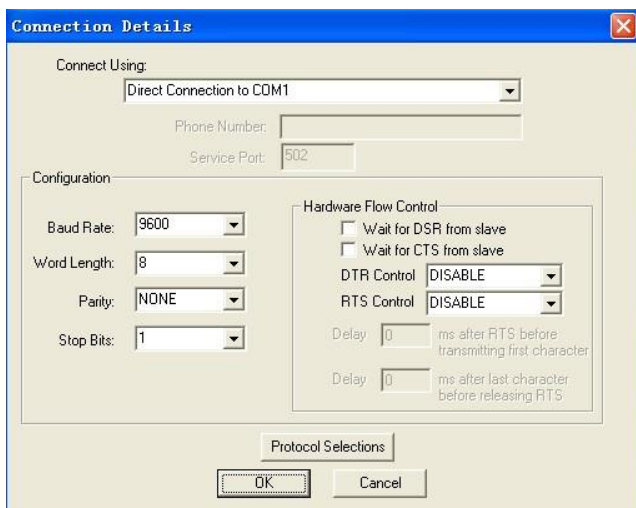 Connection Details
Connect Using:
Direct Connection to COM1
Phone Number:
Service Port: 502
Configuration
Baud Rate: 9600
Word Length: 8
Parity: NONE
Stop Bits: 1
Hardware Flow Control
Wait for DSR from slave
Wait for CTS from slave
DTR Control DISABLE
RTS Control DISABLE
Delay 0 ms after RTS before
transmitting first character
Delay 0 ms after last character
before releasing RTS
Protocol Selections
OK Cancel